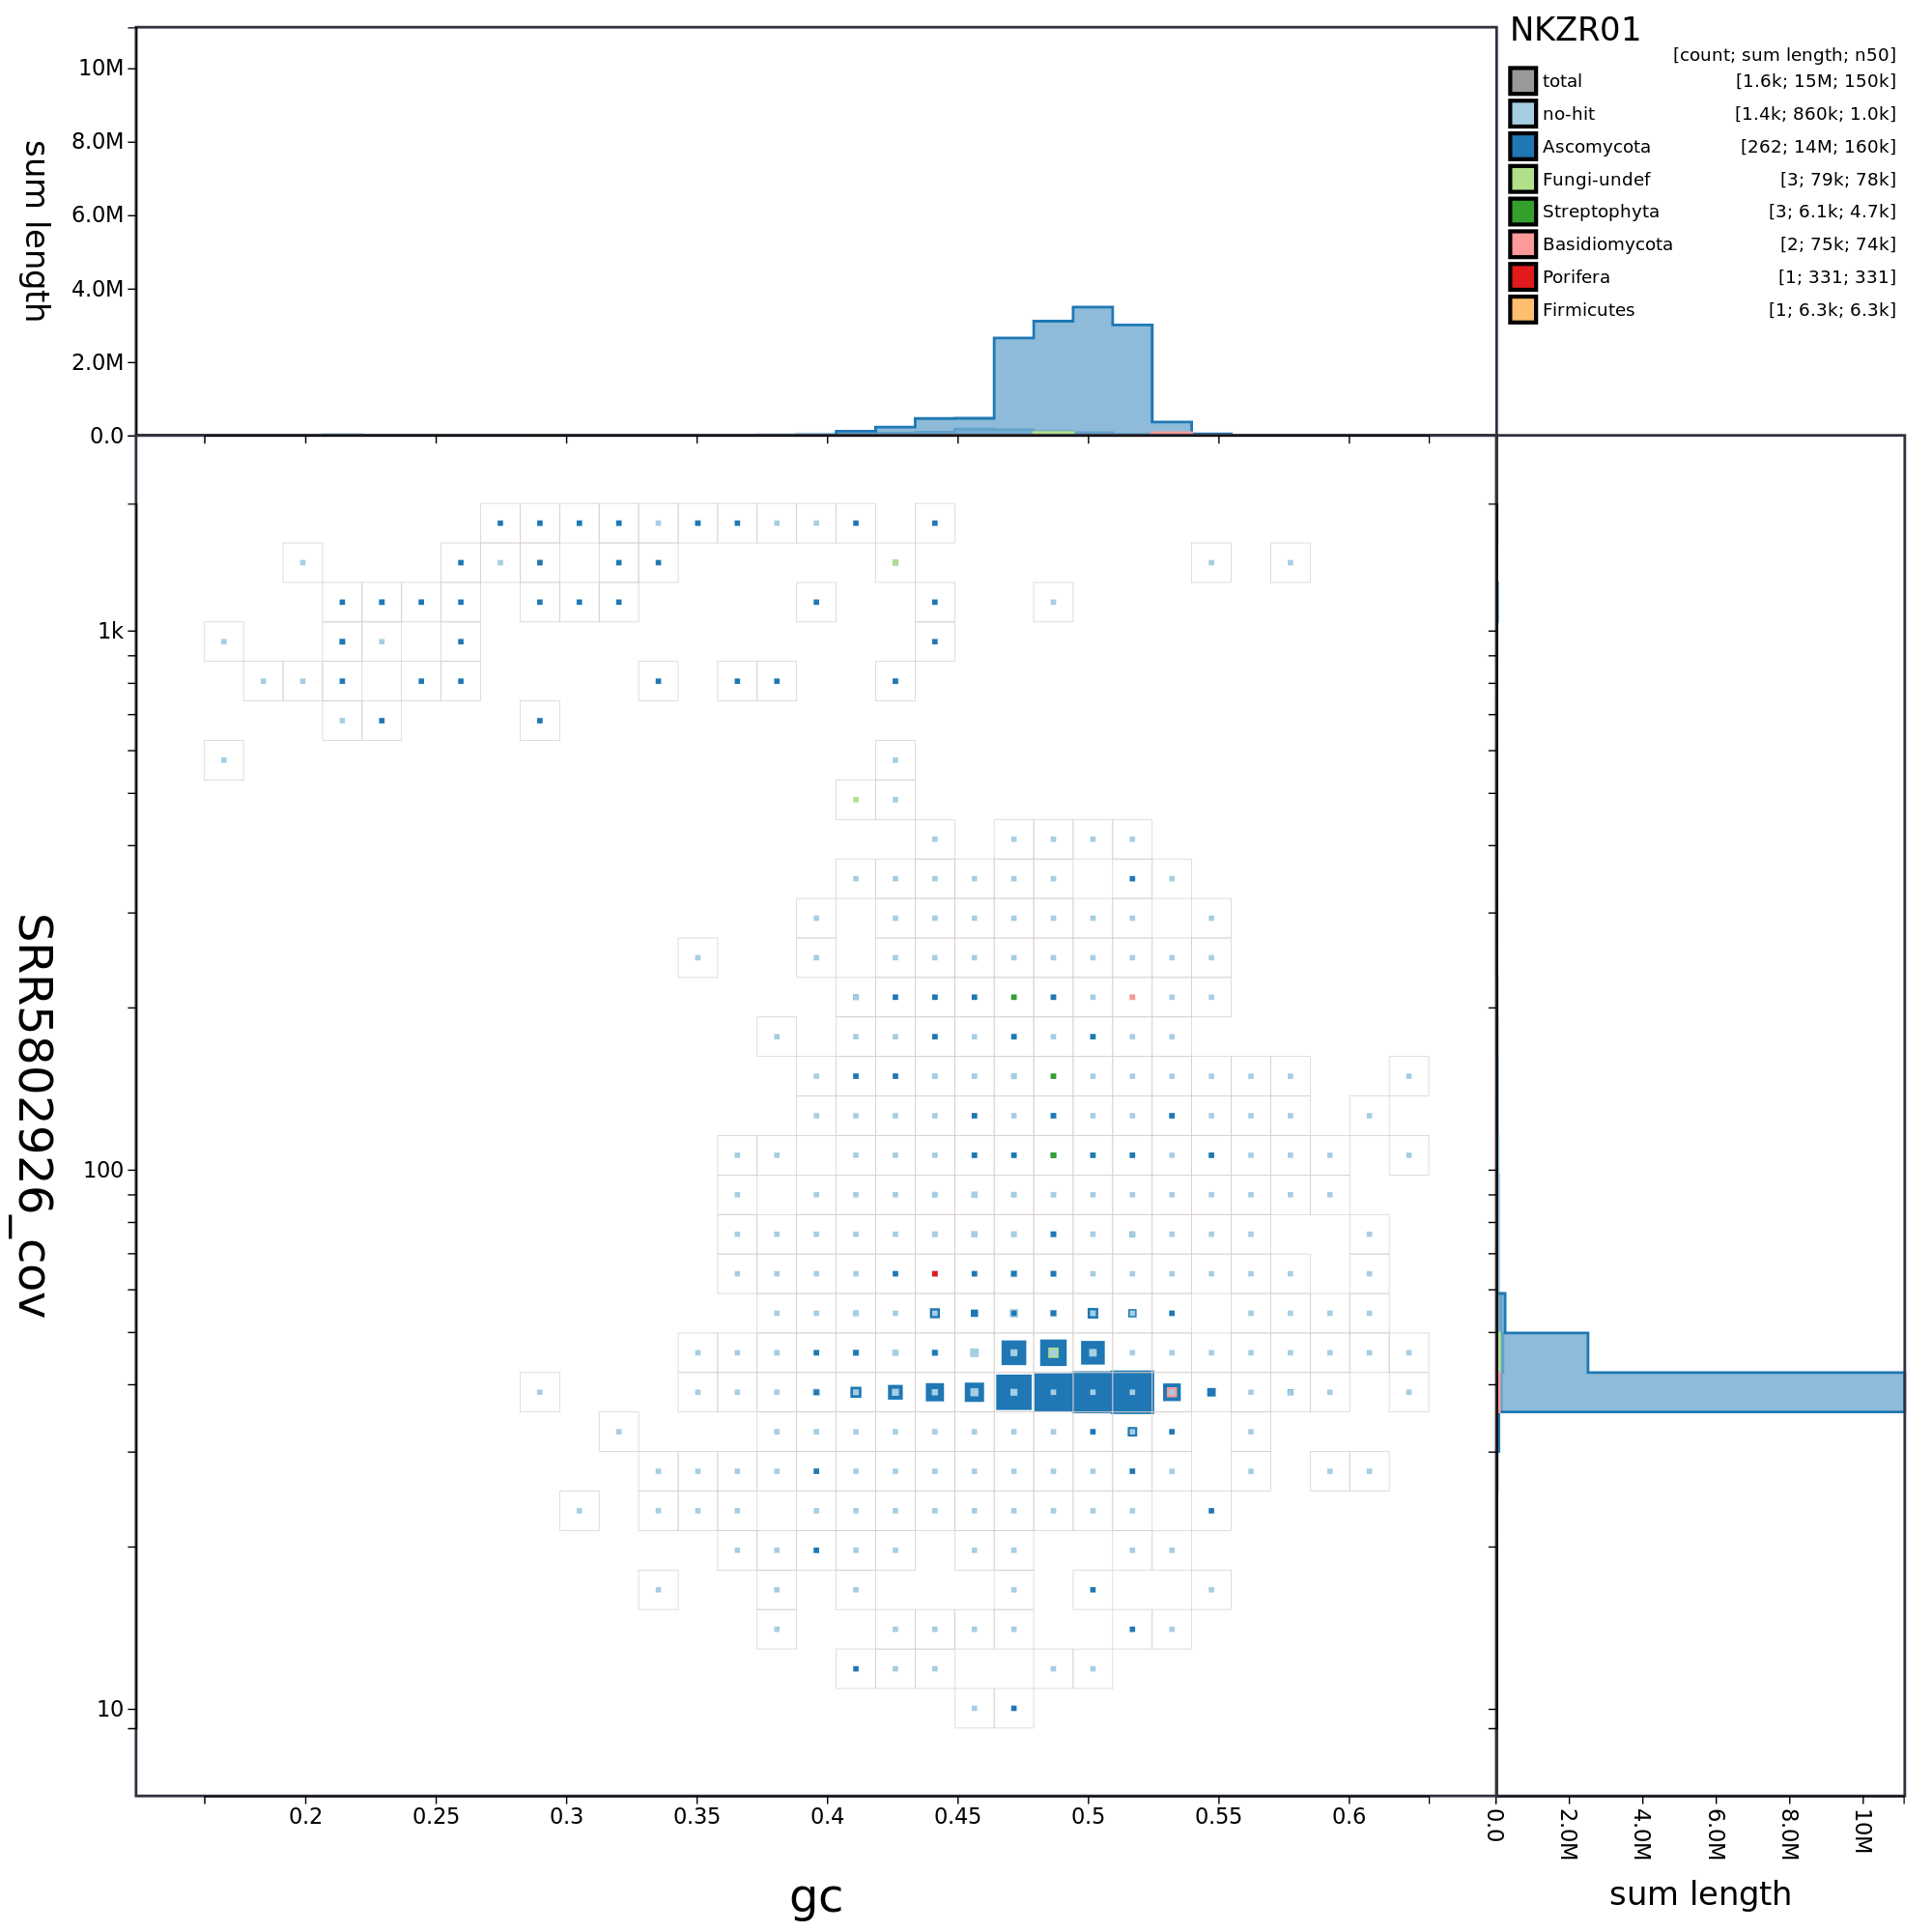 NKZR01
[count; sum length; n50]
total [1.6k; 15M; 150k]
no-hit [1.4k; 860k; 1.0k]
Ascomycota [262; 14M; 160k]
Fungi-undef [3; 79k; 78k]
Streptophyta [3; 6.1k; 4.7k]
Basidiomycota [2; 75k; 74k]
Porifera [1; 331; 331]
Firmicutes [1; 6.3k; 6.3k]
sum length
10M
8.0M
6.0M
4.0M
2.0M
0.0
SRR5802926_cov
1k
100
10
0.2 0.25 0.3 0.35 0.4 0.45 0.5 0.55 0.6
gc
0.0 2.0M 4.0M 6.0M 8.0M 10M
sum length